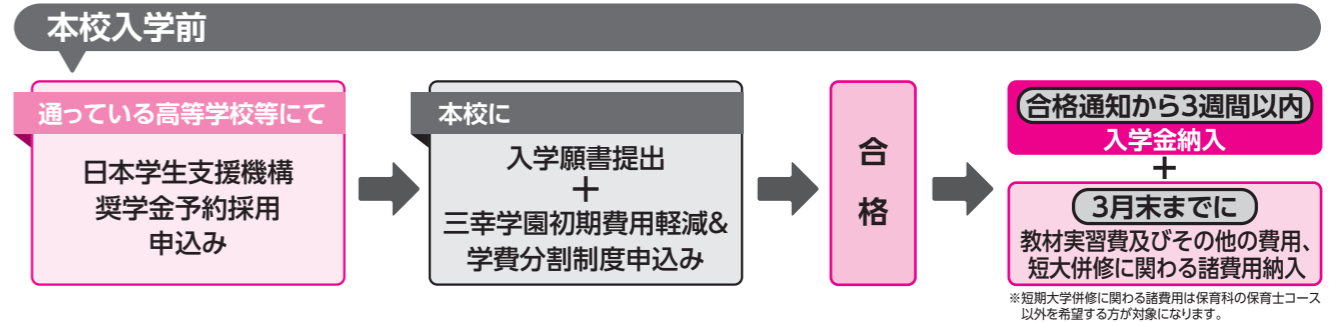 本校入学前
通っている高等学校等にて
日本学生支援機構
奨学金予約採用
申込み
本校に
入学願書提出
+
三幸学園初期費用軽減&
学費分割制度申込み
合
格
合格通知から3週間以内
入学金納入
+
3月末までに
教材実習費及びその他の費用、
短大併修に関わる諸費用納入
※短期大学併修に関わる諸費用は保育科の保育士コース
以外を希望する方が対象になります。